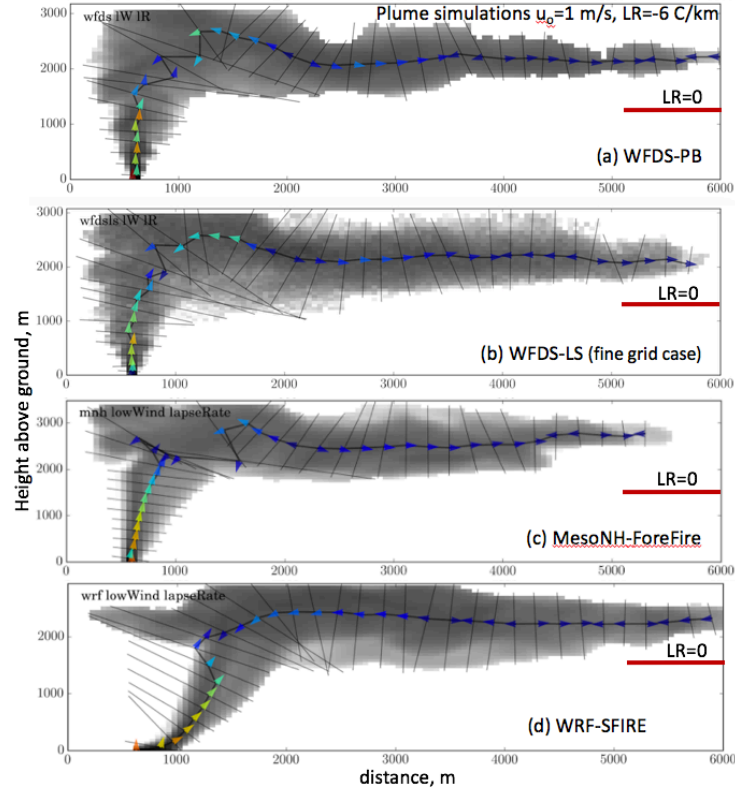 Plume simulations uo=1 m/s, LR=-6 C/km
wfds lW lR
3000
2000
1000
0
LR=0
(a) WFDS-PB
0 1000 2000 3000 4000 5000 6000
wfdsls lW lR
3000
2000
1000
0
LR=0
(b) WFDS-LS (fine grid case)
0 1000 2000 3000 4000 5000 6000
Height above ground, m
mnh lowWind lapseRate
3000
2000
1000
0
LR=0
(c) MesoNH-ForeFire
0 1000 2000 3000 4000 5000 6000
wrf lowWind lapseRate
2000
1000
0
LR=0
(d) WRF-SFIRE
0 1000 2000 3000 4000 5000 6000
distance, m